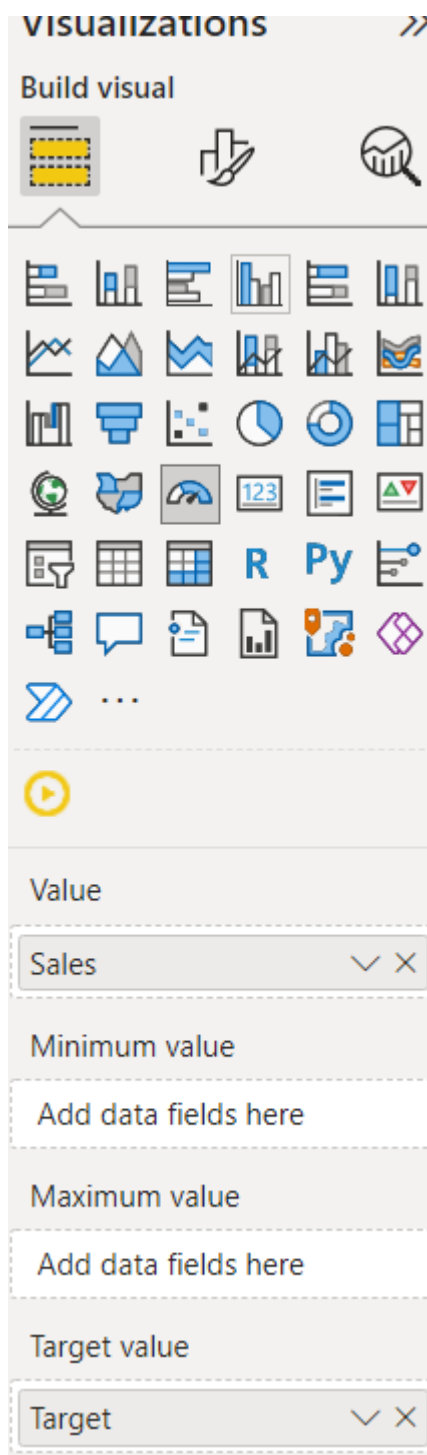 Visualizations
Build visual
123
R Py
...
Value
Sales
Minimum value
Add data fields here
Maximum value
Add data fields here
Target value
Target